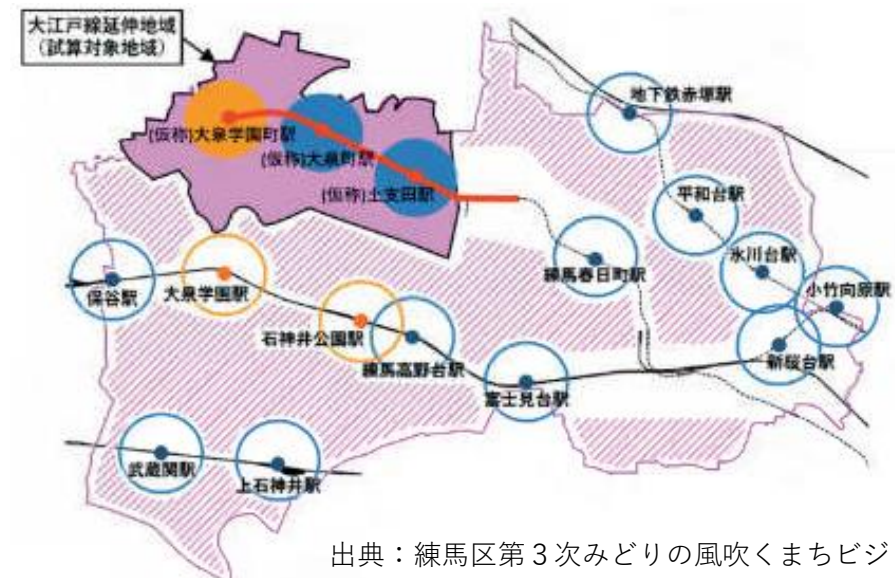 大江戸線延伸地域
(試算対象地域)
地下鉄赤塚駅
(仮称)大泉学園町駅
(仮称)大泉町駅
(仮称)土支田駅
平和台駅
氷川台駅
小竹向原駅
練馬春日町駅
保谷駅
大泉学園駅
石神井公園駅
練馬高野台駅
新桜台駅
富士見台駅
武蔵関駅
上石神井駅
出典：練馬区第３次みどりの風吹くまちビジ